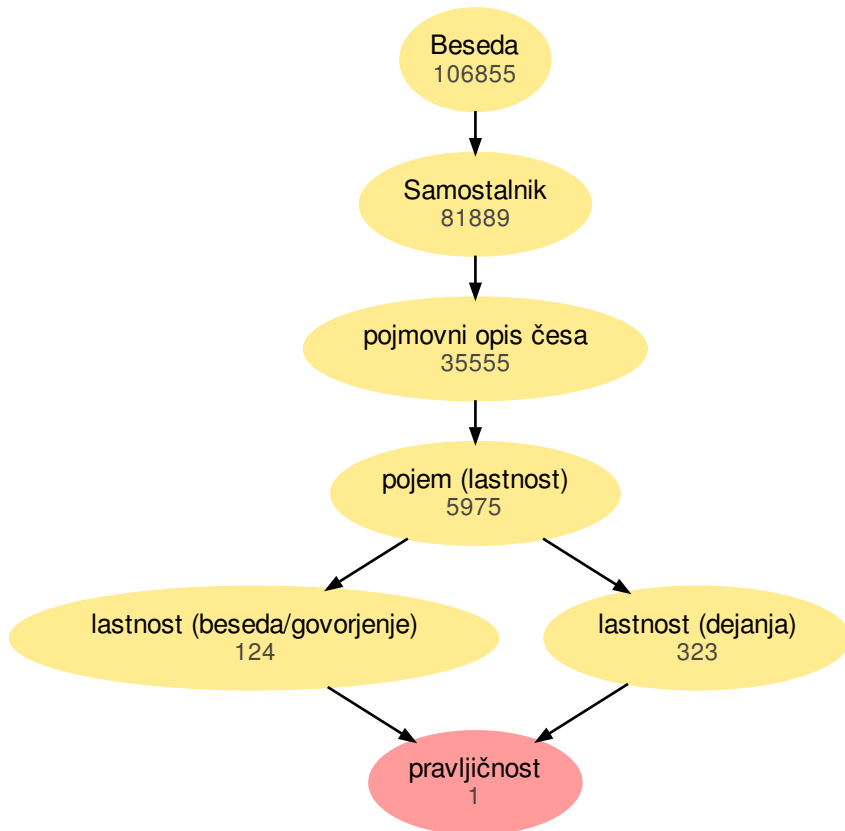 Beseda
106855
Samostalnik
81889
pojmovni opis česa
35555
pojem (lastnost)
5975
lastnost (beseda/govorjenje)
124
lastnost (dejanja)
323
pravljičnost
1